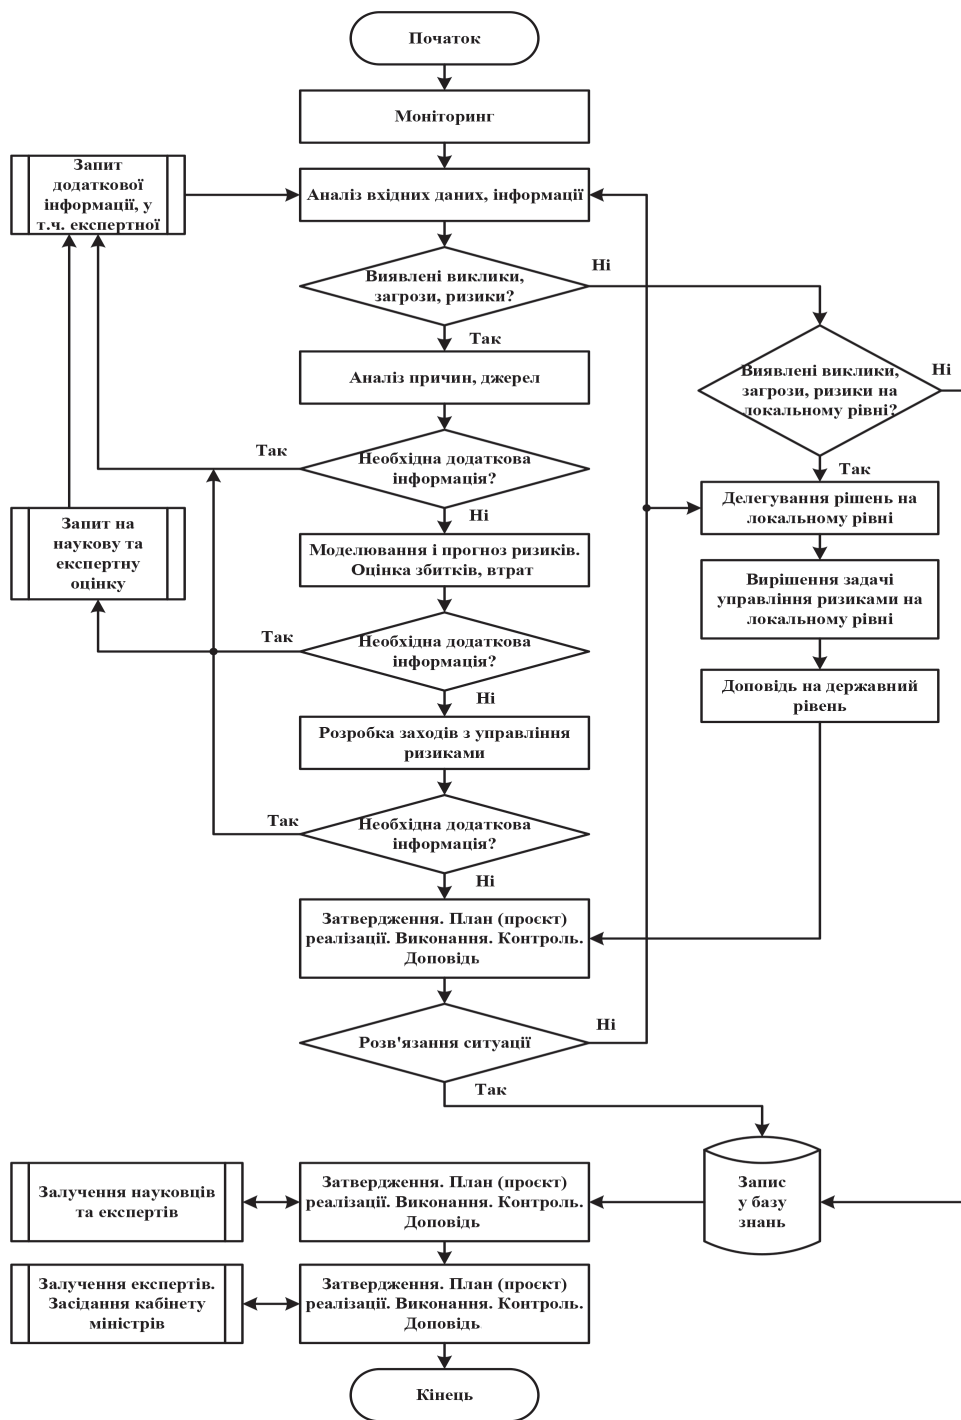 Початок
Моніторинг
Запит
додаткової
інформації, у
т.ч. експертної
Аналіз вхідних даних, інформації
Виявлені виклики,
загрози, ризики?
Ні
Так
Виявлені виклики,
загрози, ризики на
локальному рівні?
Ні
Аналіз причин, джерел
Так
Необхідна додаткова
інформація?
Так
Ні
Делегування рішень на
локальному рівні
Запит на
наукову та
експертну
оцінку
Моделювання і прогноз ризиків.
Оцінка збитків, втрат
Вирішення задачі
управління ризиками на
локальному рівні
Так
Необхідна додаткова
інформація?
Ні
Доповідь на державний
рівень
Розробка заходів з управління
ризиками
Так
Необхідна додаткова
інформація?
Ні
Затвердження. План (проєкт)
реалізації. Виконання. Контроль.
Доповідь
Розв'язання ситуації
Ні
Так
Залучення науковців
та експертів
Затвердження. План (проєкт)
реалізації. Виконання. Контроль.
Доповідь
Запис
у базу
знань
Залучення експертів.
Засідання кабінету
міністрів
Затвердження. План (проєкт)
реалізації. Виконання. Контроль.
Доповідь
Кінець